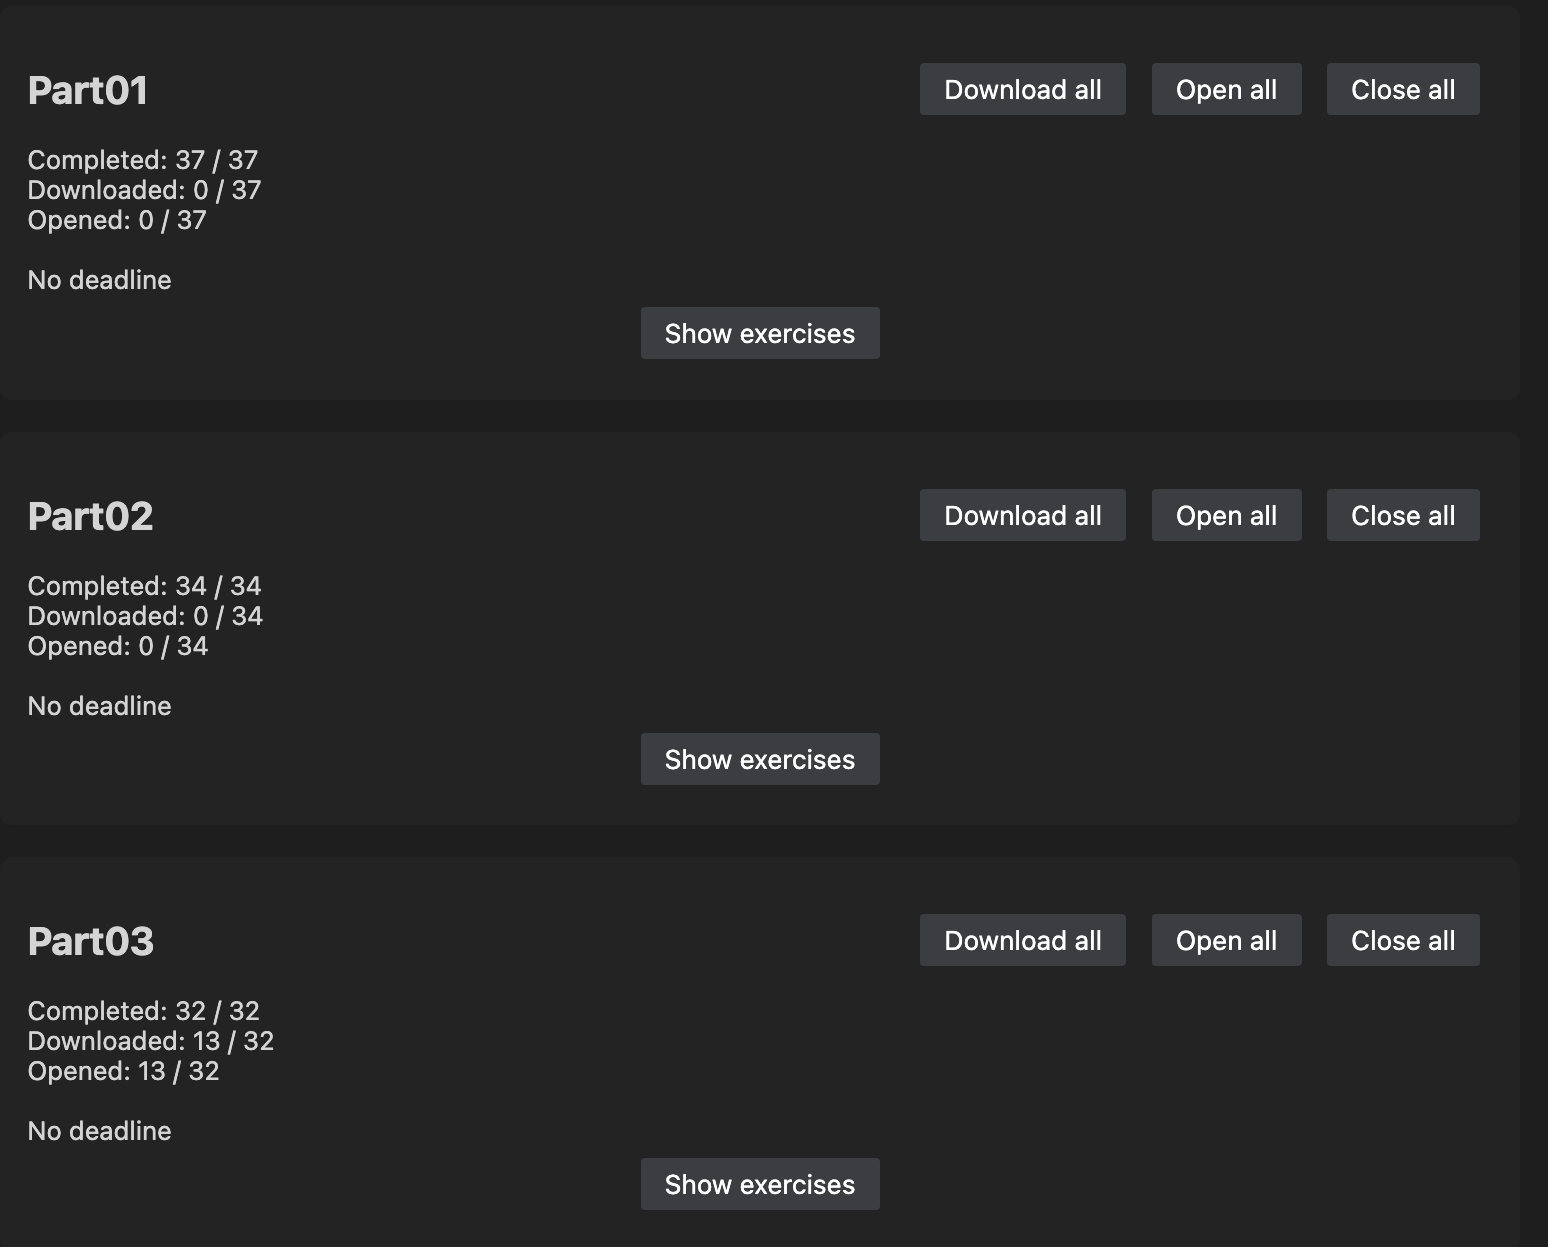 Part01
Download all
Open all
Close all
Completed: 37 / 37
Downloaded: 0 / 37
Opened: 0 / 37
No deadline
Show exercises
Part02
Download all
Open all
Close all
Completed: 34 / 34
Downloaded: 0 / 34
Opened: 0 / 34
No deadline
Show exercises
Part03
Download all
Open all
Close all
Completed: 32 / 32
Downloaded: 13 / 32
Opened: 13 / 32
No deadline
Show exercises